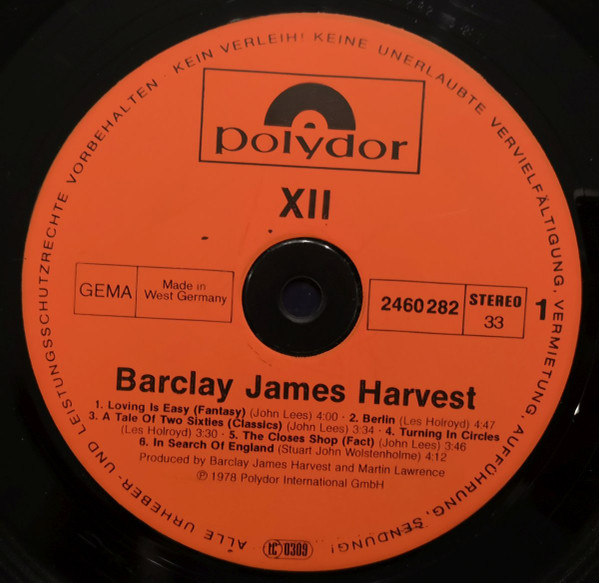 ALLE URHEBER- UND LEISTUNGSSCHUTZRECHTE VORBEHALTEN · KEIN VERLEIH! KEINE UNERLAUBTE VERVIELFÄLTIGUNG, VERMIETUNG, AUFFÜHRUNG, SENDUNG!
polydor
XII
GEMA
Made in
West Germany
2460 282
STEREO
33
1
Barclay James Harvest
1. Loving Is Easy (Fantasy) (John Lees) 4:00 · 2. Berlin (Les Holroyd) 4:47
3. A Tale Of Two Sixties (Classics) (John Lees) 3:34 · 4. Turning In Circles
(Les Holroyd) 3:30 · 5. The Closes Shop (Fact) (John Lees) 3:46
6. In Search Of England (Stuart John Wolstenholme) 4:12
Produced by Barclay James Harvest and Martin Lawrence
℗ 1978 Polydor International GmbH
LC 0309